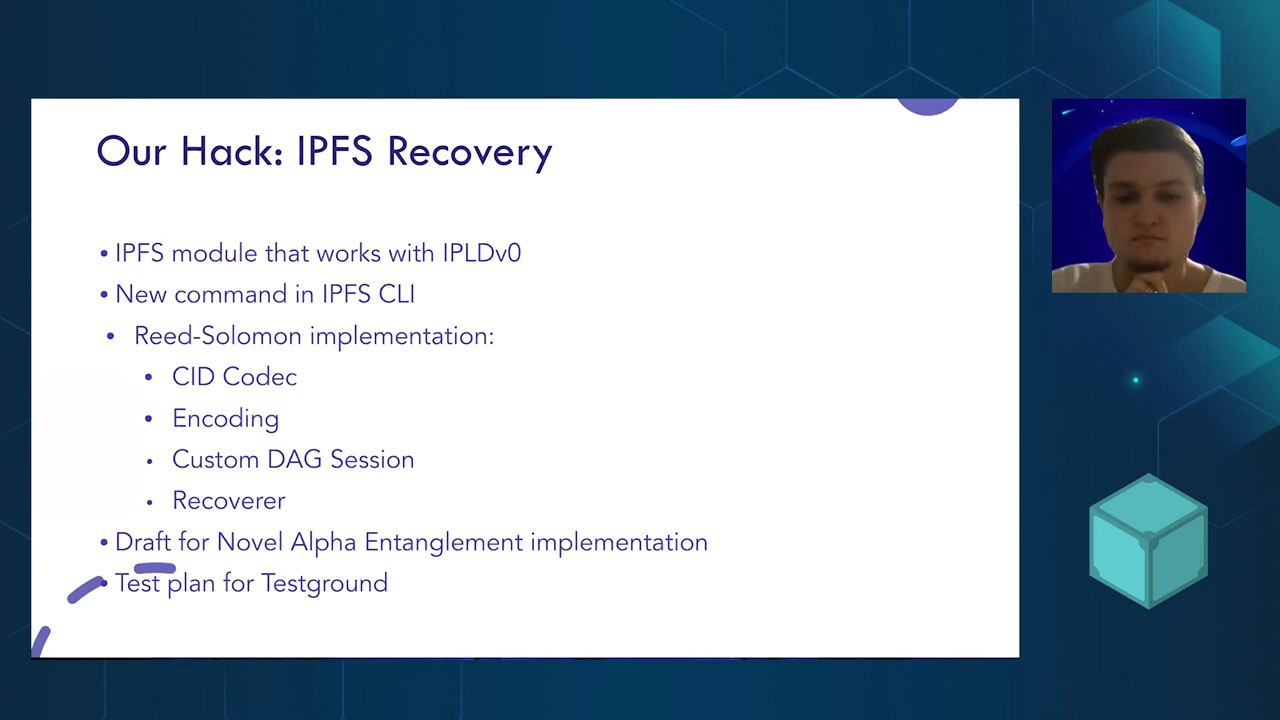 Our Hack: IPFS Recovery
• IPFS module that works with IPLDv0
• New command in IPFS CLI
• Reed-Solomon implementation:
• CID Codec
• Encoding
• Custom DAG Session
• Recoverer
• Draft for Novel Alpha Entanglement implementation
• Test plan for Testground